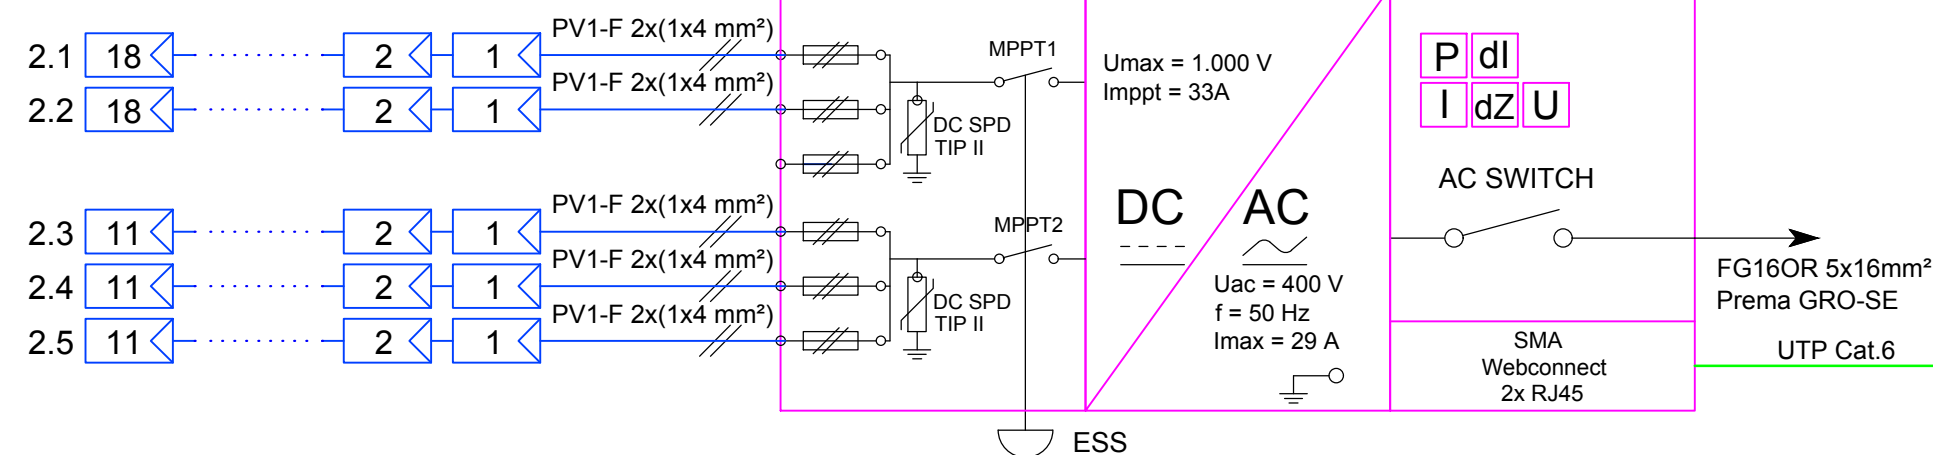 2.1 18 2 1 PV1-F 2x(1x4 mm²)
2.2 18 2 1 PV1-F 2x(1x4 mm²)
2.3 11 2 1 PV1-F 2x(1x4 mm²)
2.4 11 2 1 PV1-F 2x(1x4 mm²)
2.5 11 2 1 PV1-F 2x(1x4 mm²)
MPPT1
DC SPD
TIP II
MPPT2
DC SPD
TIP II
ESS
Umax = 1.000 V
Imppt = 33A
DC
AC
Uac = 400 V
f = 50 Hz
Imax = 29 A
P dI
I dZ U
AC SWITCH
SMA
Webconnect
2x RJ45
FG16OR 5x16mm²
Prema GRO-SE
UTP Cat.6